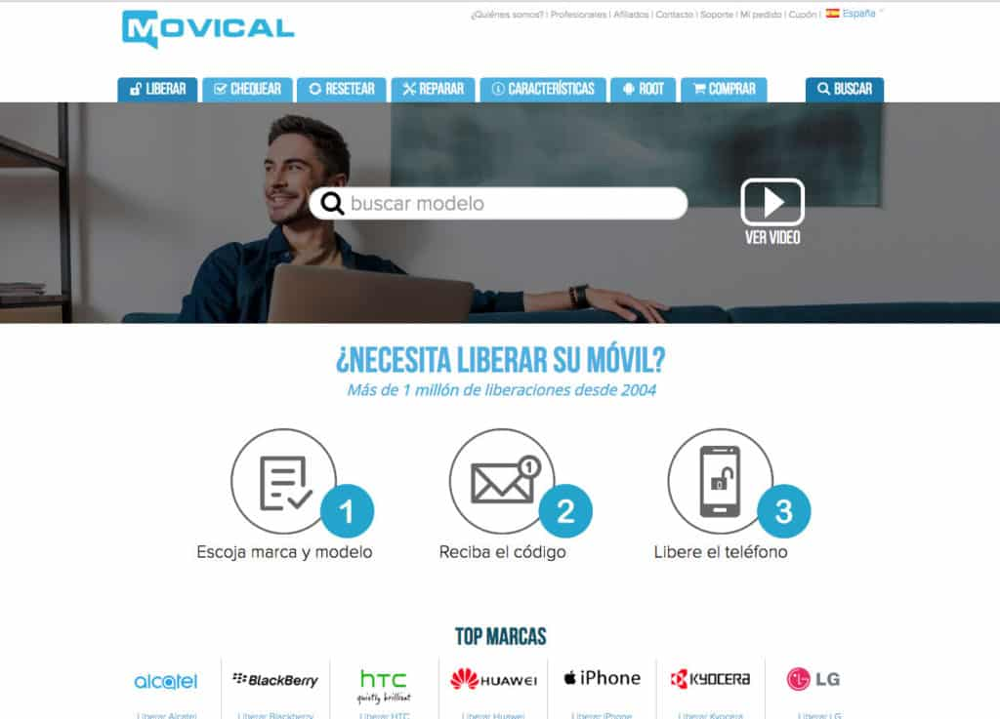 MOVICAL
¿Quiénes somos? | Profesionales | Afiliados | Contacto | Soporte | Mi pedido | Cupón | España
LIBERAR CHEQUEAR RESETEAR REPARAR CARACTERÍSTICAS ROOT COMPRAR BUSCAR
buscar modelo
VER VIDEO
¿NECESITA LIBERAR SU MÓVIL?
Más de 1 millón de liberaciones desde 2004
1 1 2 3
Escoja marca y modelo Reciba el código Libere el teléfono
TOP MARCAS
alcatel BlackBerry hTC HUAWEI iPhone KYOCERA LG
quietly brilliant
Liberar Alcatel Liberar Blackberry Liberar HTC Liberar Huawei Liberar iPhone Liberar Kyocera Liberar LG